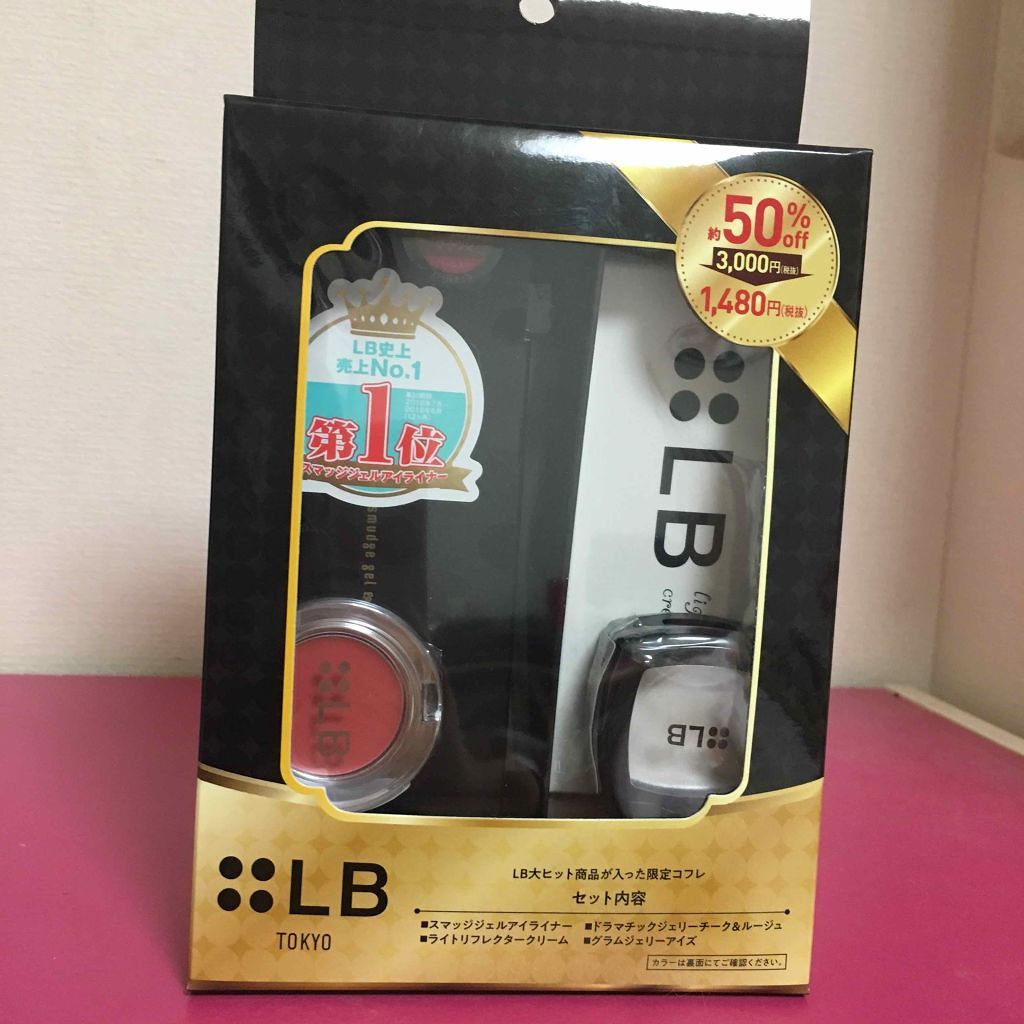 約50%off
3,000円(税抜)
1,480円(税抜)
LB史上
売上No.1
第1位
スマッジジェルアイライナー
smudge gel
LB
LB
LB
LB
TOKYO
LB大ヒット商品が入った限定コフレ
セット内容
■スマッジジェルアイライナー ■ドラマチックジェリーチーク&ルージュ
■ライトリフレクタークリーム ■グラムジェリーアイズ
カラーは裏面にてご確認ください。